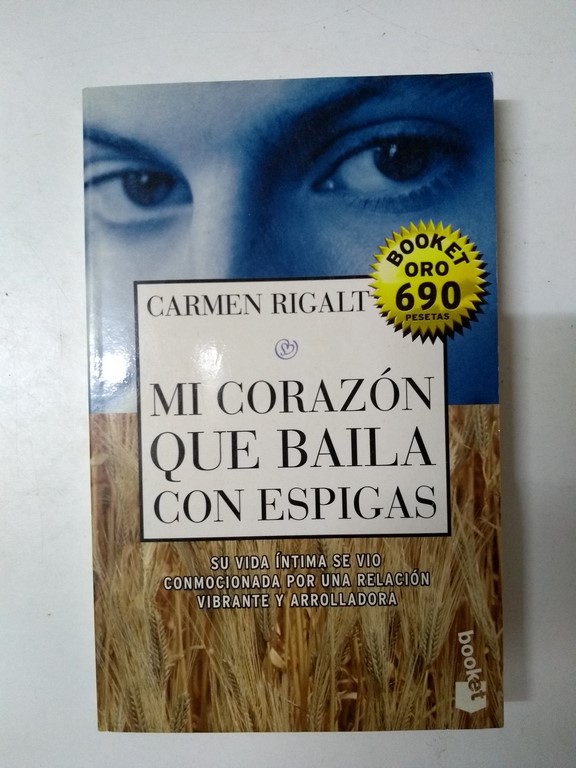 BOOKET
ORO
690
PESETAS
CARMEN RIGALT
MI CORAZÓN
QUE BAILA
CON ESPIGAS
SU VIDA ÍNTIMA SE VIO
CONMOCIONADA POR UNA RELACIÓN
VIBRANTE Y ARROLLADORA
booket